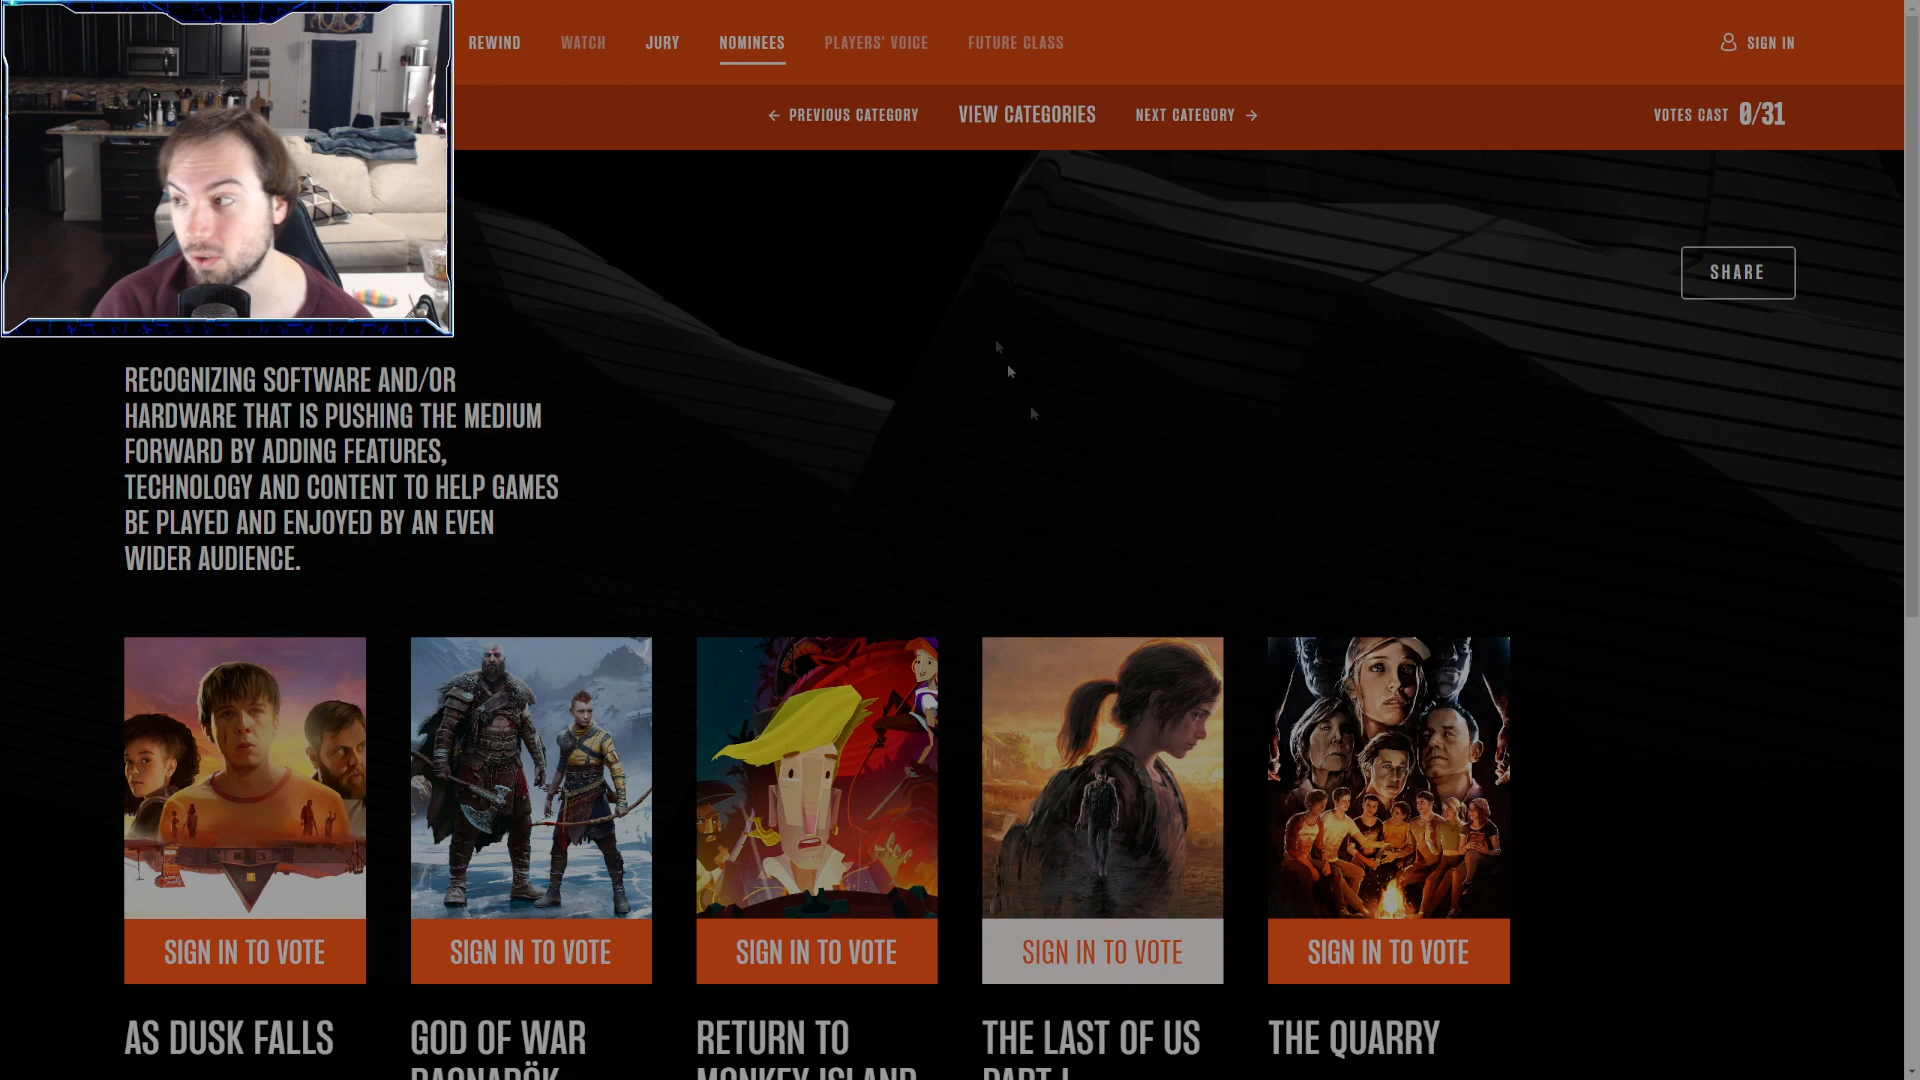 REWIND
WATCH
JURY
NOMINEES
PLAYERS' VOICE
FUTURE CLASS
SIGN IN
← PREVIOUS CATEGORY
VIEW CATEGORIES
NEXT CATEGORY →
VOTES CAST 0/31
SHARE
RECOGNIZING SOFTWARE AND/OR
HARDWARE THAT IS PUSHING THE MEDIUM
FORWARD BY ADDING FEATURES,
TECHNOLOGY AND CONTENT TO HELP GAMES
BE PLAYED AND ENJOYED BY AN EVEN
WIDER AUDIENCE.
SIGN IN TO VOTE
SIGN IN TO VOTE
SIGN IN TO VOTE
SIGN IN TO VOTE
SIGN IN TO VOTE
AS DUSK FALLS
GOD OF WAR
RAGNARÖK
RETURN TO
MONKEY ISLAND
THE LAST OF US
PART I
THE QUARRY